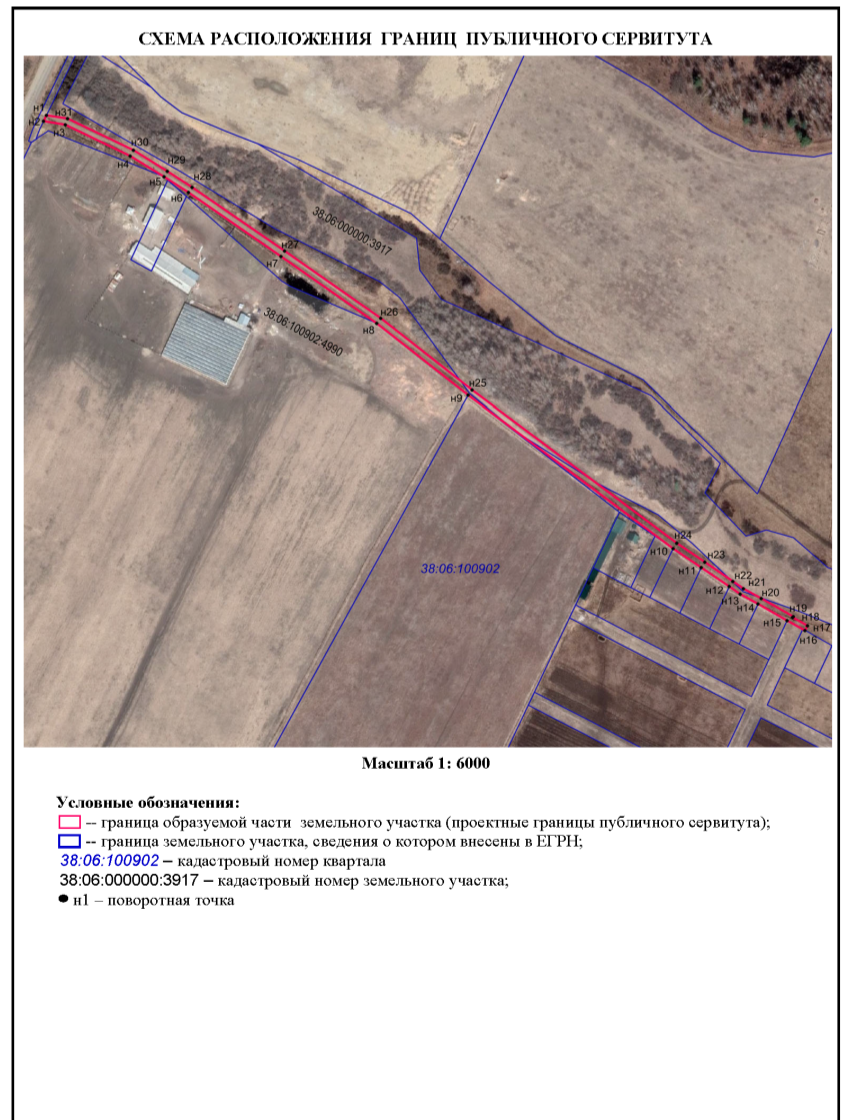 СХЕМА РАСПОЛОЖЕНИЯ ГРАНИЦ ПУБЛИЧНОГО СЕРВИТУТА
н1
н31
н2
н3
н30
н4
н29
н5
н28
н6
38:06:000000:3917
н27
н7
38:06:100902:4990
н26
н8
н25
н9
н24
н10
н23
н11
38:06:100902
н22
н12
н21
н13
н20
н14
н19
н15
н18
н17
н16
Масштаб 1: 6000
Условные обозначения:
-- граница образуемой части земельного участка (проектные границы публичного сервитута);
-- граница земельного участка, сведения о котором внесены в ЕГРН;
38:06:100902 – кадастровый номер квартала
38:06:000000:3917 – кадастровый номер земельного участка;
н1 – поворотная точка